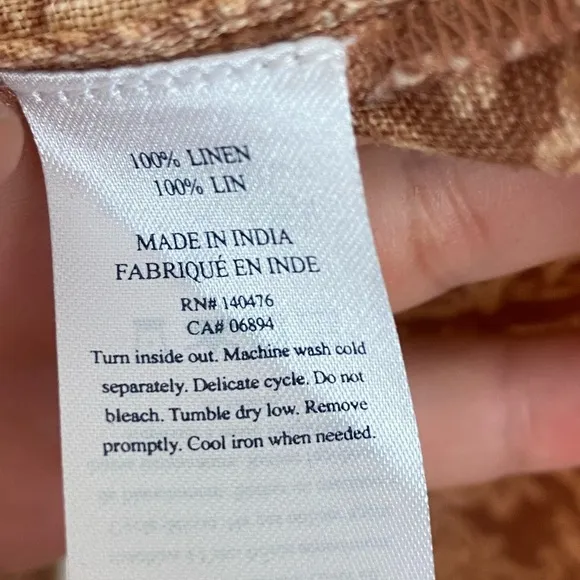 100% LINEN
100% LIN
MADE IN INDIA
FABRIQUÉ EN INDE
RN# 140476
CA# 06894
Turn inside out. Machine wash cold
separately. Delicate cycle. Do not
bleach. Tumble dry low. Remove
promptly. Cool iron when needed.